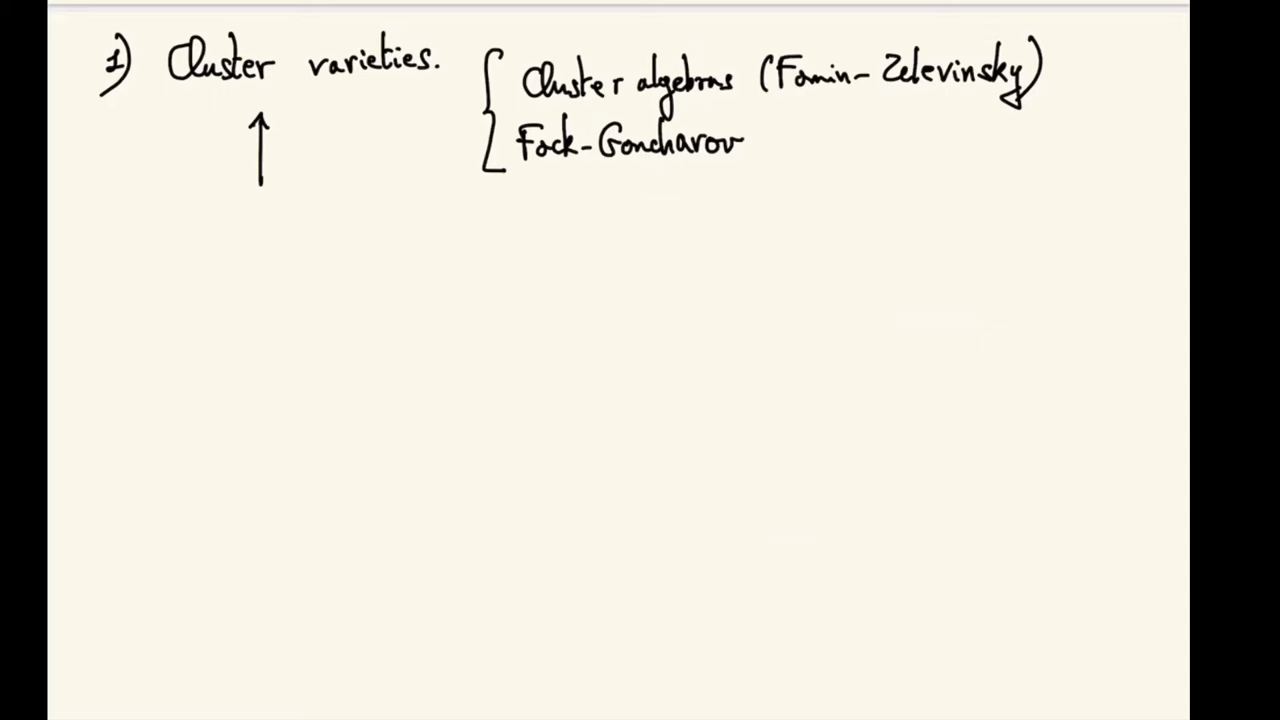 1) Cluster varieties.
Cluster algebras (Fomin-Zelevinsky)
Fock-Goncharov